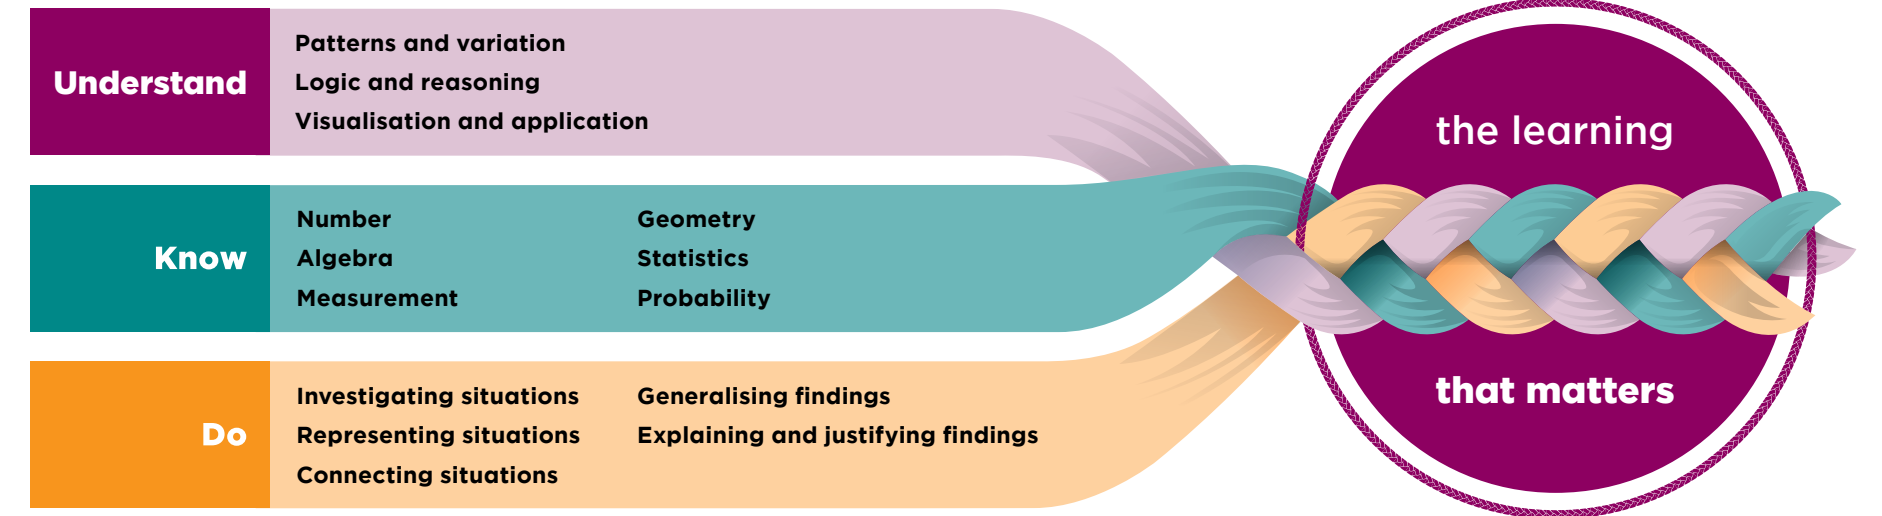 Understand
Patterns and variation
Logic and reasoning
Visualisation and application
Know
Number
Algebra
Measurement
Geometry
Statistics
Probability
Do
Investigating situations
Representing situations
Connecting situations
Generalising findings
Explaining and justifying findings
the learning
that matters